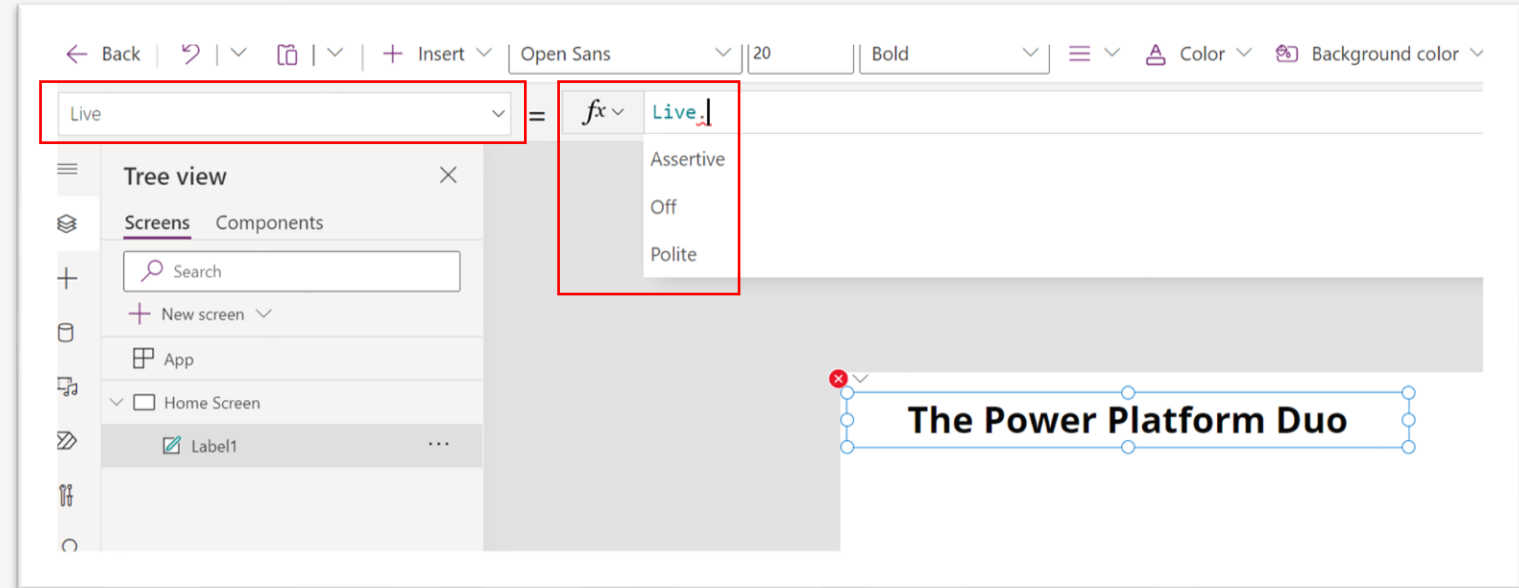 Back Insert Open Sans 20 Bold Color Background color
Live = fx Live.
Assertive
Off
Polite
Tree view
Screens Components
Search
New screen
App
Home Screen
Label1
The Power Platform Duo